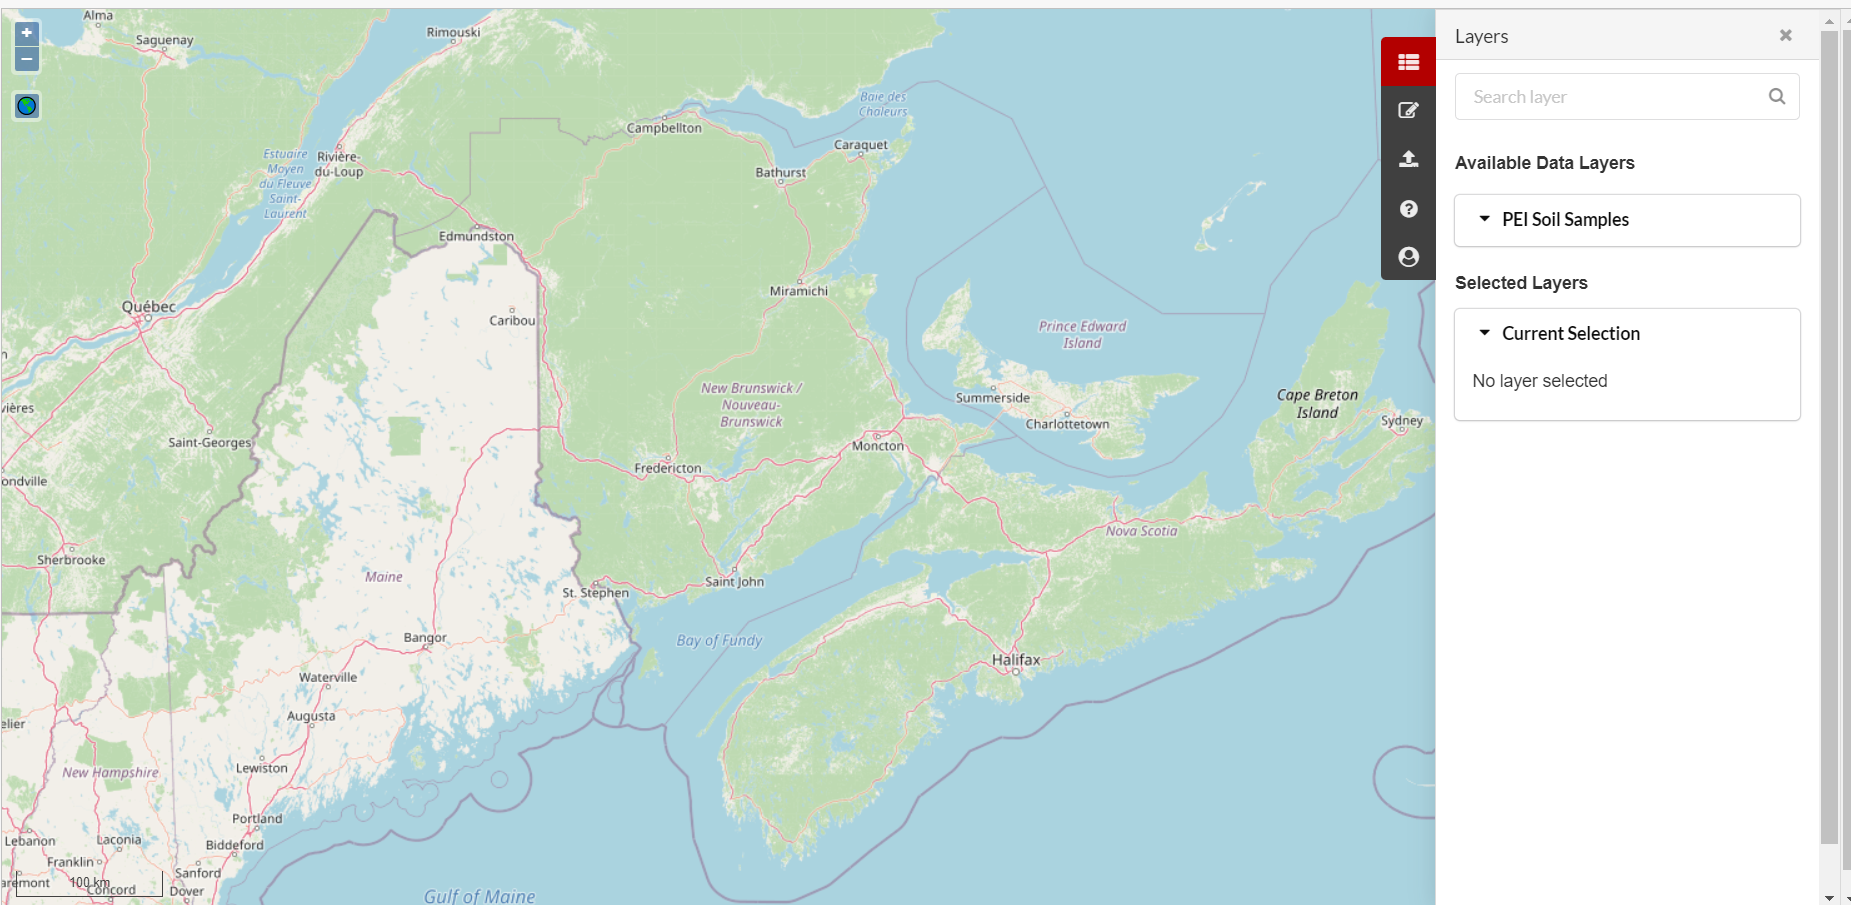 +
−
Alma
Saguenay
Rimouski
Baie des
Chaleurs
Campbellton
Caraquet
Estuaire
Moyen
du Fleuve
Saint-
Laurent
Rivière-
du-Loup
Bathurst
Edmundston
Miramichi
Québec
Caribou
Prince Edward
Island
New Brunswick /
Nouveau-
Brunswick
Summerside
Charlottetown
Cape Breton
Island
Sydney
vières
Saint-Georges
Moncton
Fredericton
ondville
Nova Scotia
Sherbrooke
Maine
Saint John
St. Stephen
Bangor
Bay of Fundy
Halifax
Waterville
Augusta
elier
New Hampshire
Lewiston
Portland
Lebanon
Laconia
Biddeford
Franklin
Sanford
aremont
100 km
Concord
Dover
Gulf of Maine
Layers
Search layer
Available Data Layers
PEI Soil Samples
Selected Layers
Current Selection
No layer selected